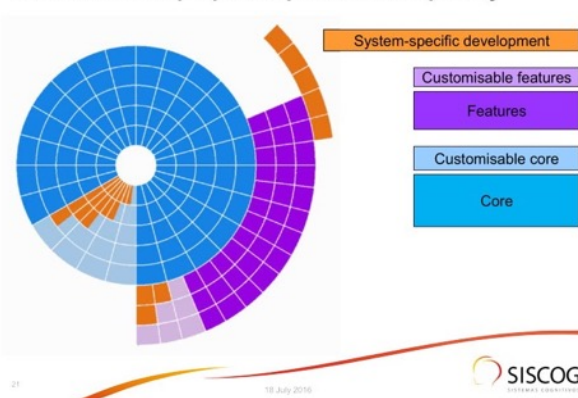 System-specific development
Customisable features
Features
Customisable core
Core
21
18 July 2016
SISCOG